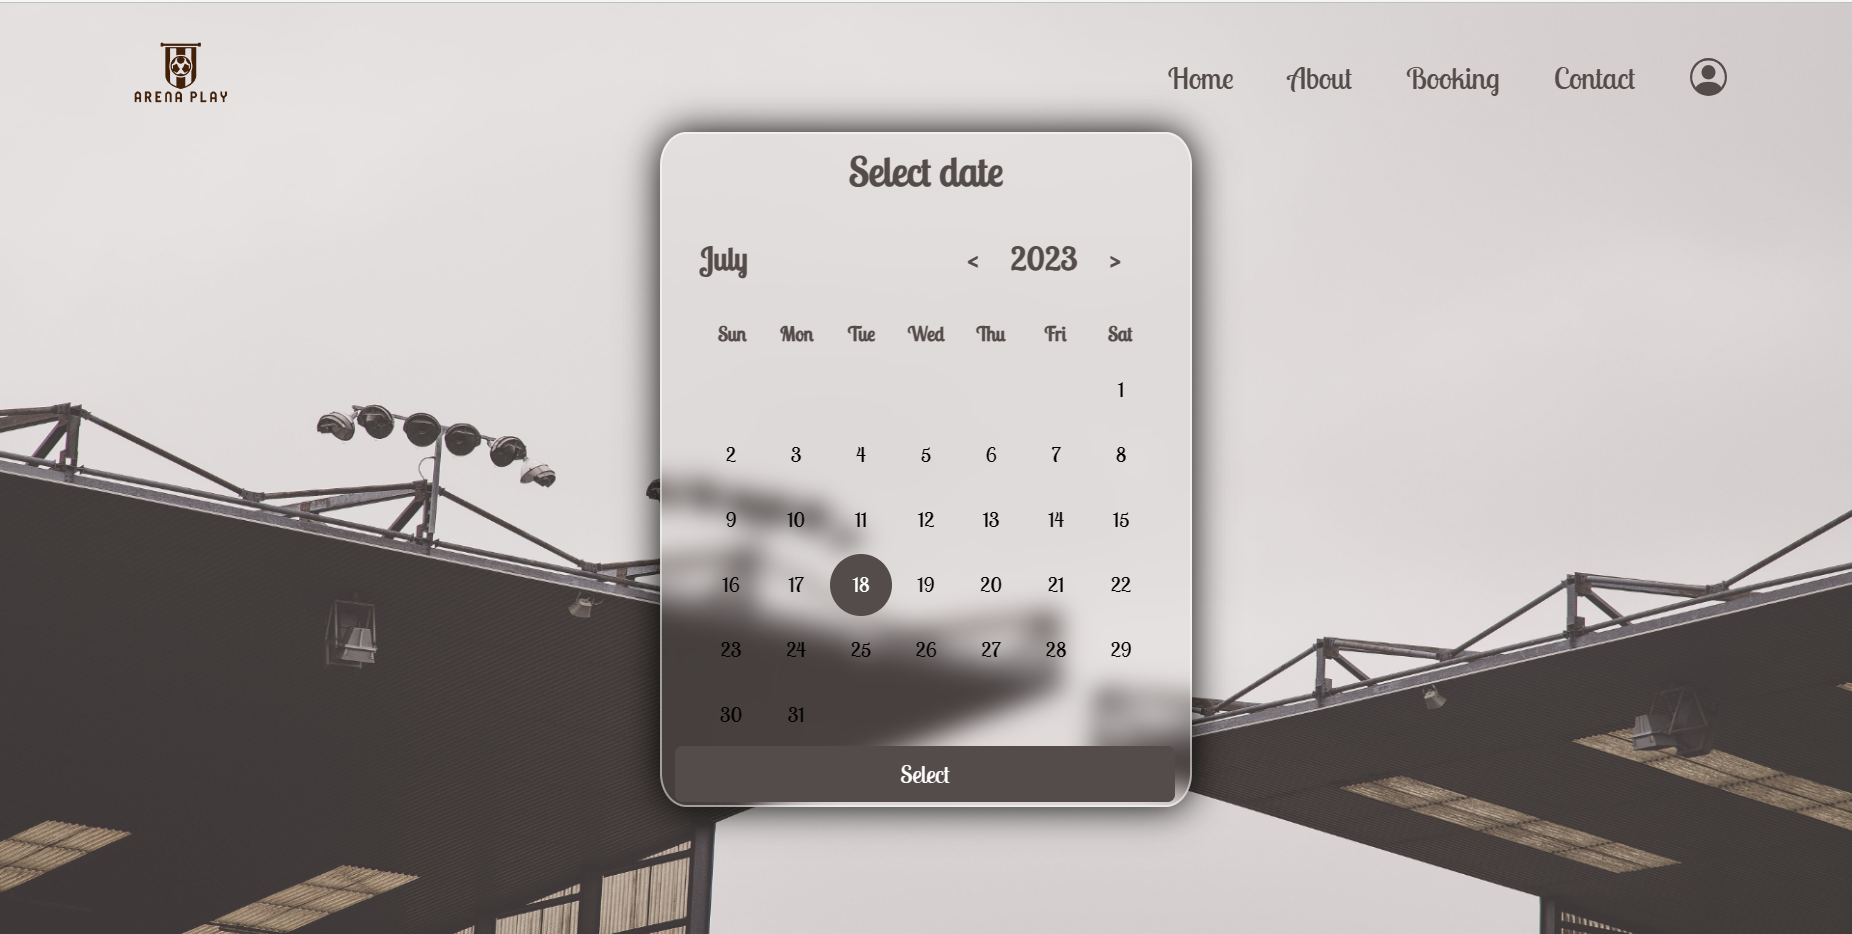 ARENA PLAY
Home About Booking Contact
Select date
July < 2023 >
Sun Mon Tue Wed Thu Fri Sat
1
2 3 4 5 6 7 8
9 10 11 12 13 14 15
16 17 18 19 20 21 22
23 24 25 26 27 28 29
30 31
Select